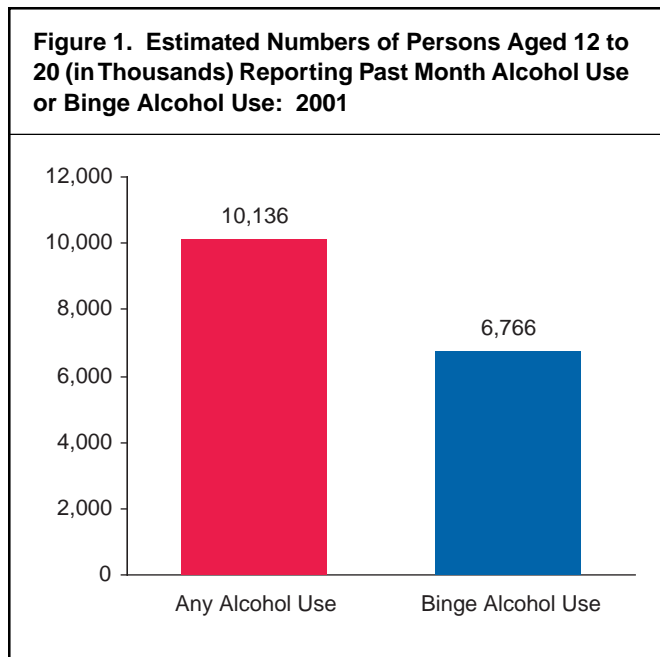 Figure 1. Estimated Numbers of Persons Aged 12 to
20 (in Thousands) Reporting Past Month Alcohol Use
or Binge Alcohol Use: 2001
12,000
10,136
10,000
8,000
6,766
6,000
4,000
2,000
0
Any Alcohol Use Binge Alcohol Use